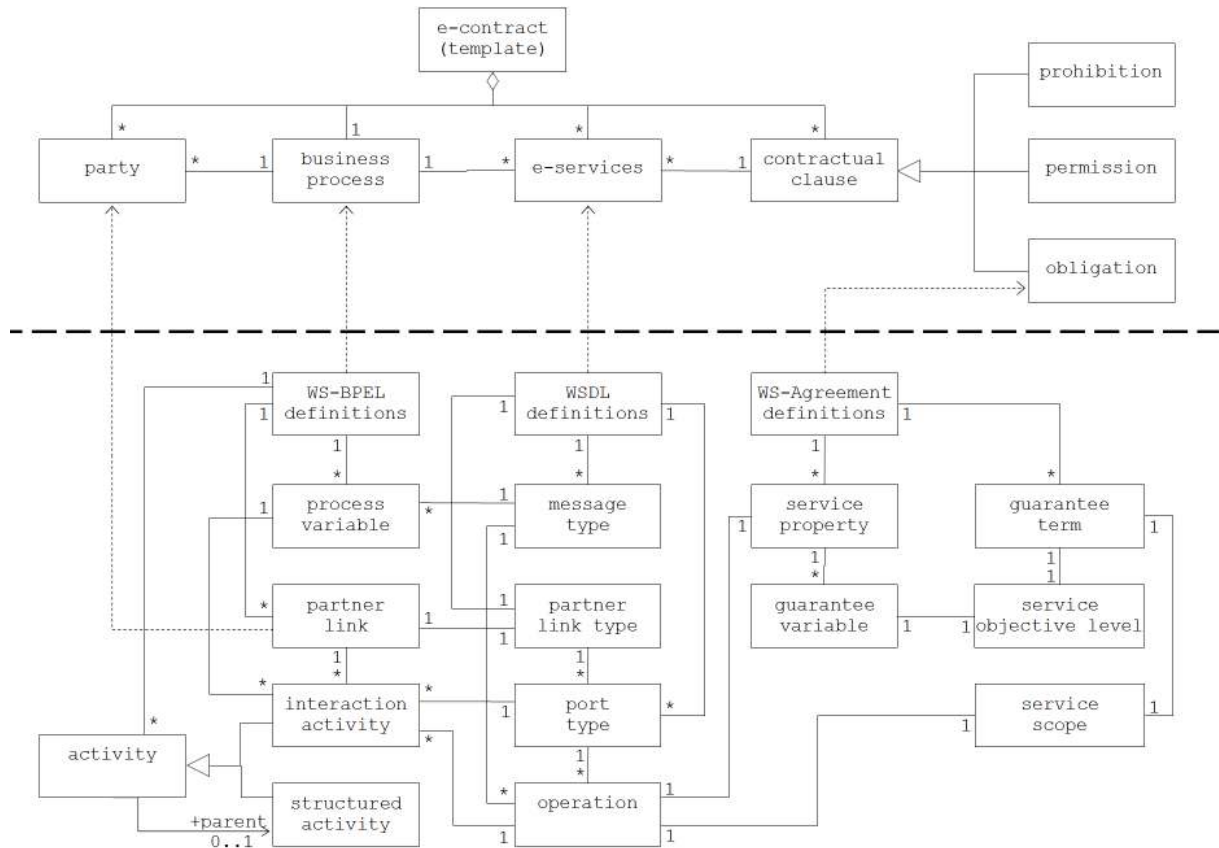 e-contract
(template)
prohibition
* 1 * *
party
* 1
business
process
1 *
e-services
* 1
contractual
clause
permission
obligation
1
WS-BPEL
definitions
1
1
WSDL
definitions
1
WS-Agreement
definitions
1
1 1 1
* * * *
1
process
variable
*
1
message
type
1
1
service
property
guarantee
term
1
1 1
* 1
*
partner
link
1
1
partner
link type
1
guarantee
variable
1
1
service
objective level
1 1
* *
*
interaction
activity
*
*
1
port
type
*
1
service
scope
1
*
activity
1
*
+parent
0..1
structured
activity
*
1
operation
1
1